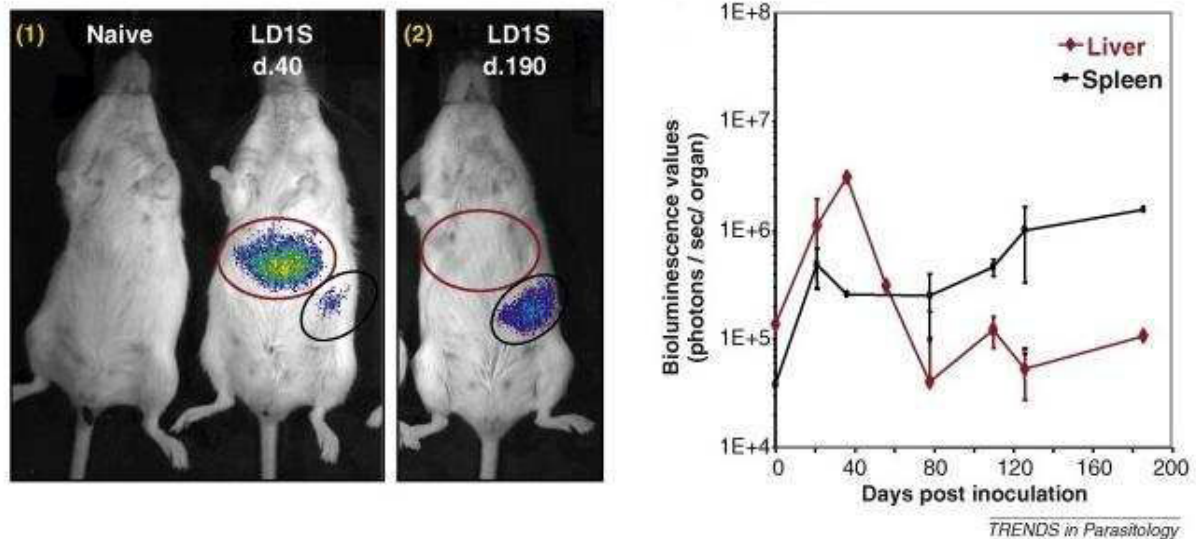 (1) Naive LD1S
d.40
(2) LD1S
d.190
1E+8
1E+7
1E+6
1E+5
1E+4
Bioluminescence values
(photons / sec/ organ)
Liver
Spleen
0 40 80 120 160 200
Days post inoculation
TRENDS in Parasitology